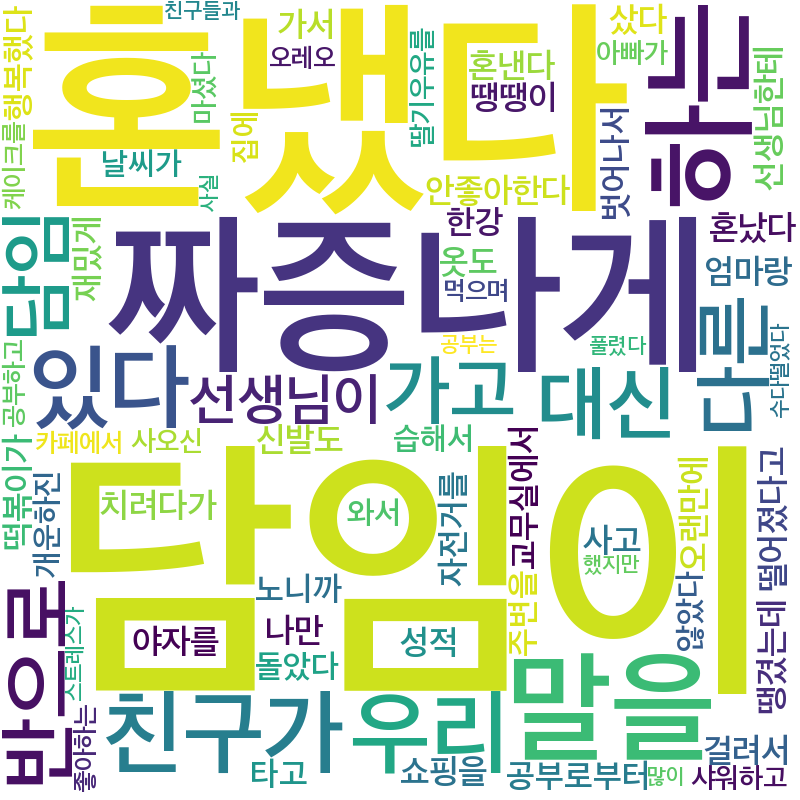 친구들과
혼냈다
하는
행복했다
케이크를
마셨다
가서
오레오
딸기우유를
혼낸다
땡땡이
샀다
아빠가
선생님한테
벗어나서
집에
날씨가
사실
안좋아한다
담임
재밌게
짜증나게
한강
옷도
먹으며
혼났다
엄마랑
공부는
풀렸다
다른
수다떨었다
있다
선생님이
가고
대신
공부하고
카페에서
사오신
신발도
습해서
떡볶이가
개운하진
담임이
치려다가
와서
자전거를
교무실에서
사고
했지만
오랜만에
떨어졌다고
땡겼는데
반으로
스트레스가
야자를
노니까
나만
돌았다
성적
주변을
않았다
좋아하는
친구가
우리
말을
타고
쇼핑을
공부로부터
많이
걸려서
샤워하고